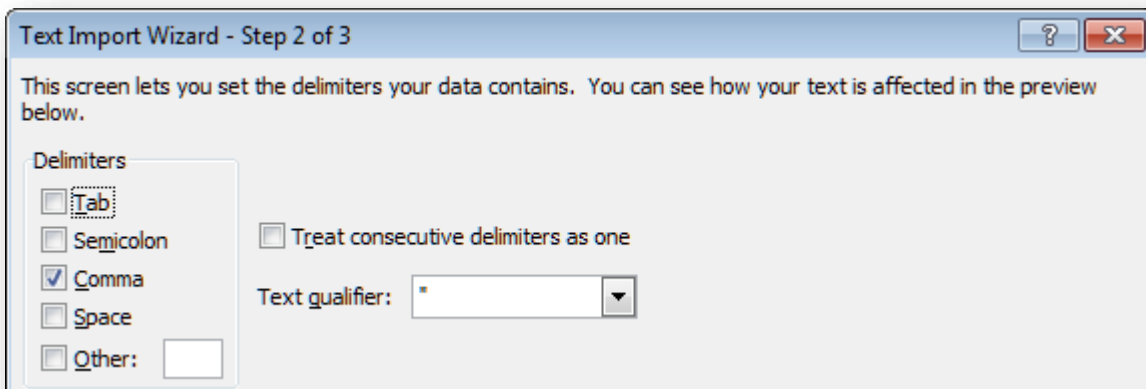 Text Import Wizard - Step 2 of 3
This screen lets you set the delimiters your data contains.  You can see how your text is affected in the preview
below.
Delimiters
Tab
Semicolon
Treat consecutive delimiters as one
Comma
Text qualifier: "
Space
Other: